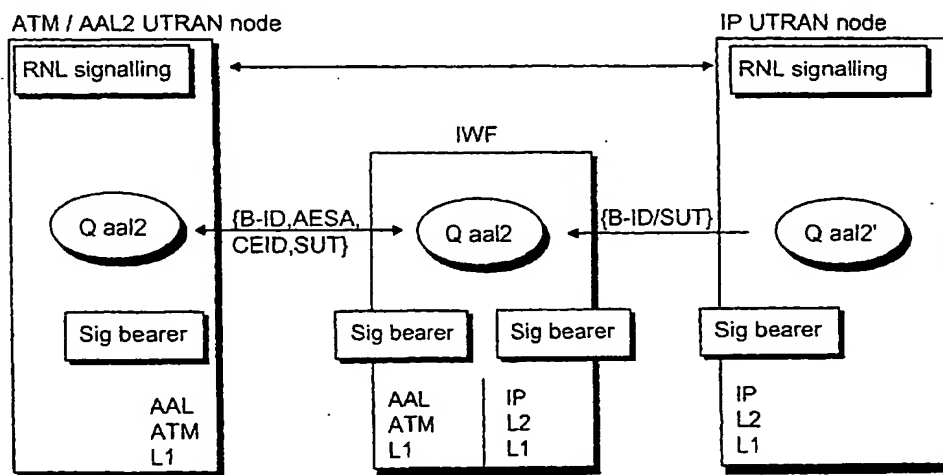 ATM / AAL2 UTRAN node
IP UTRAN node
RNL signalling
RNL signalling
IWF
Q aal2
{B-ID,AESA,
CEID,SUT}
Q aal2
{B-ID/SUT}
Q aal2'
Sig bearer
Sig bearer
Sig bearer
Sig bearer
AAL
ATM
L1
AAL
ATM
L1
IP
L2
L1
IP
L2
L1